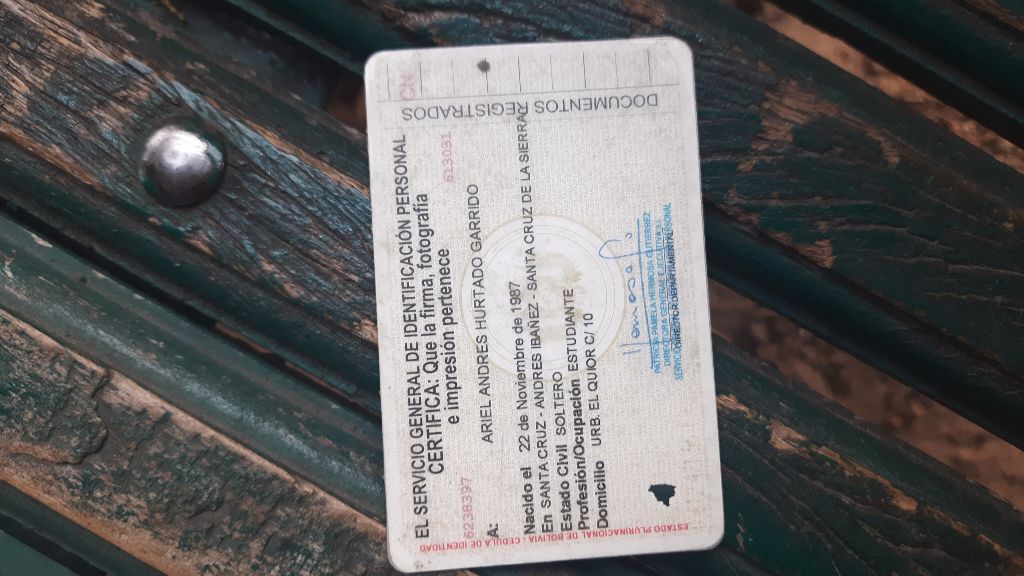 EL SERVICIO GENERAL DE IDENTIFICACIÓN PERSONAL
CERTIFICA: Que la firma, fotografía
e impresión pertenece
6238397
6213031
A: ARIEL ANDRES HURTADO GARRIDO
Nacido el 22 de Noviembre de 1987
En SANTA CRUZ - ANDRES IBAÑEZ - SANTA CRUZ DE LA SIERRA
Estado Civil SOLTERO
Profesión/Ocupación ESTUDIANTE
Domicilio URB. EL QUIOR C/ 10
PATRICIA PAMELA HERMOSA GUTIERREZ
DIRECTORA GENERAL EJECUTIVA
DOCUMENTOS REGISTRADOS
CN
ESTADO PLURINACIONAL DE BOLIVIA - CEDULA DE IDENTIDAD